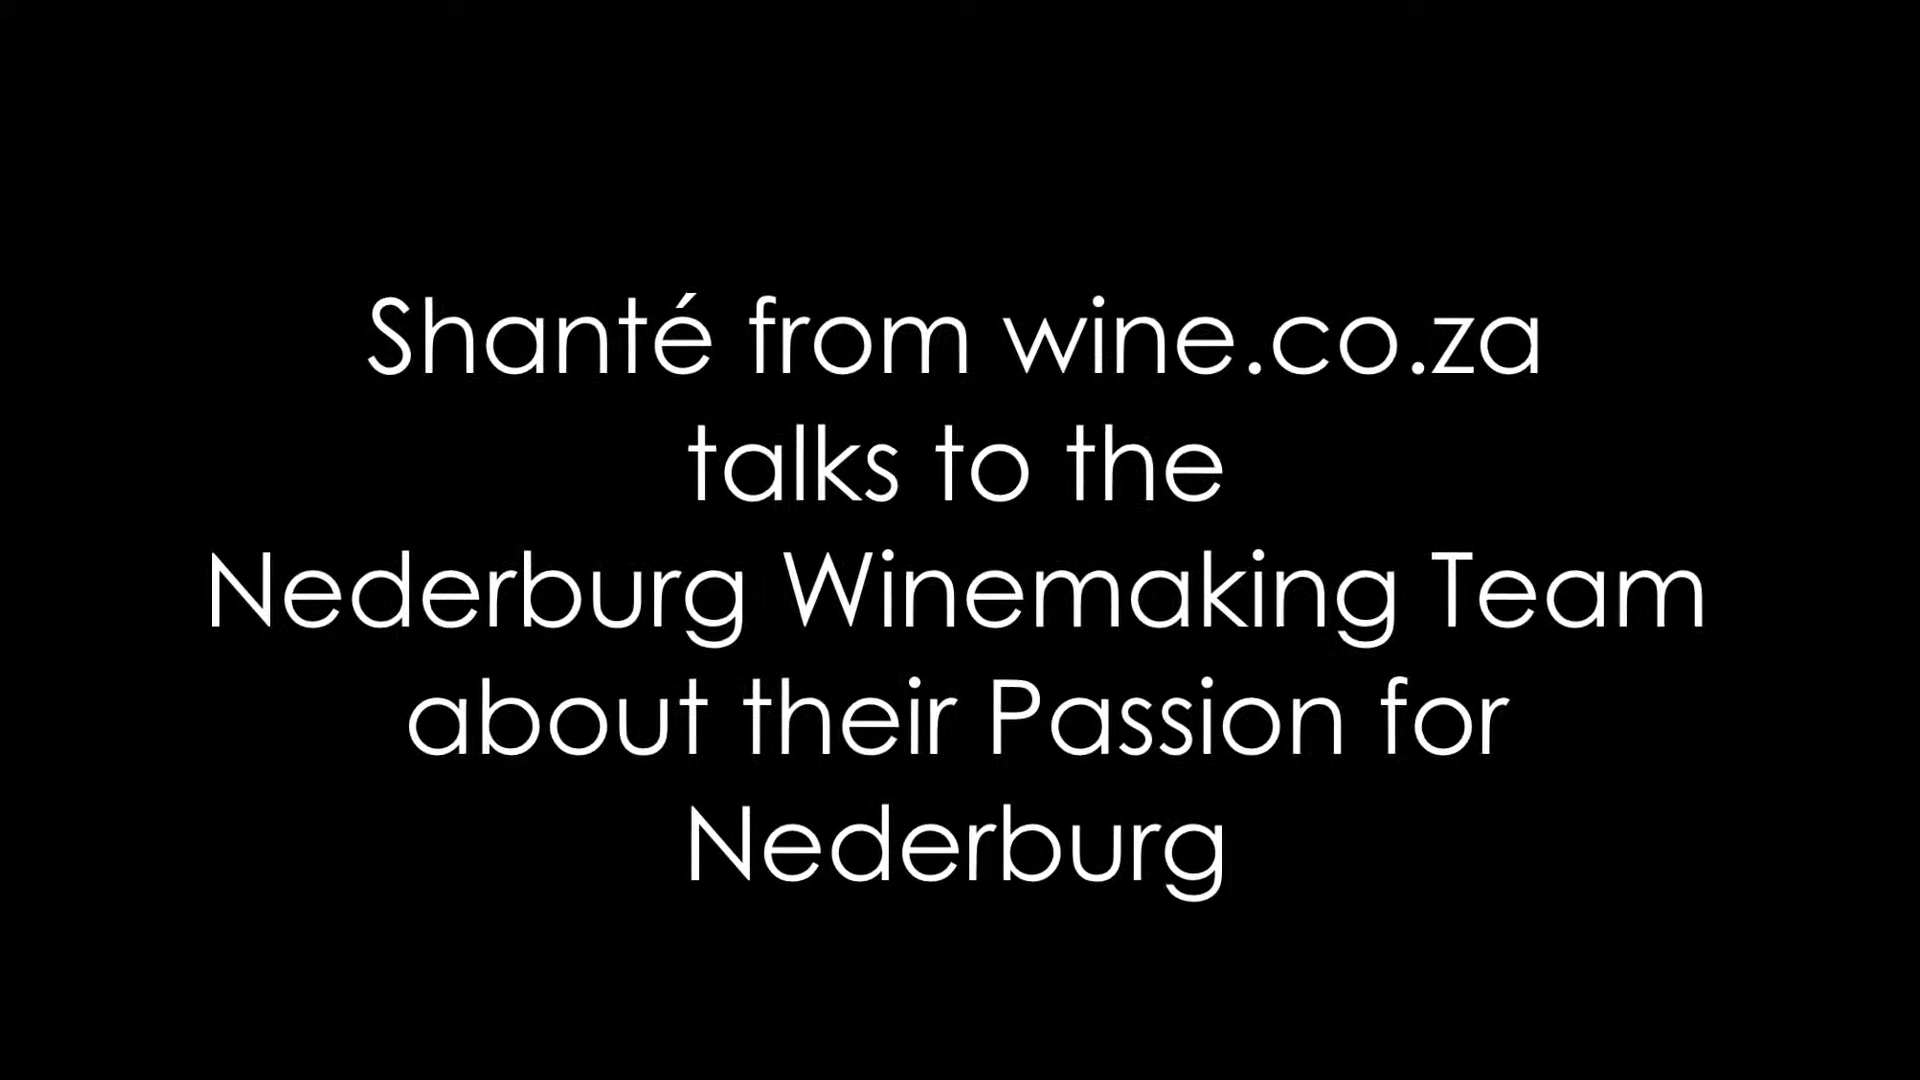 Shanté from wine.co.za
talks to the
Nederburg Winemaking Team
about their Passion for
Nederburg